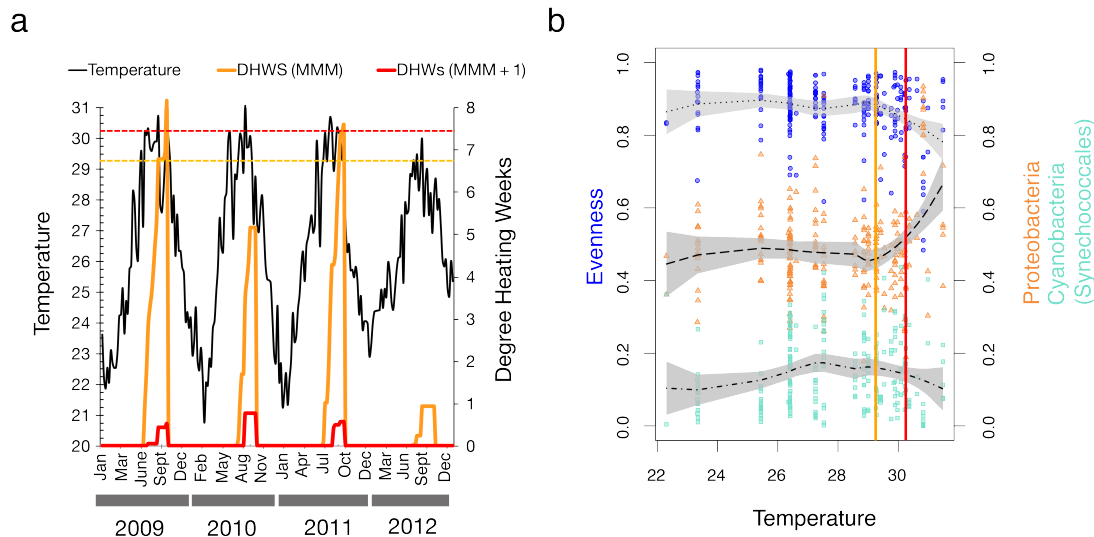 a
Temperature DHWS (MMM) DHWs (MMM + 1)
31
30
29
28
27
26
25
24
23
22
21
20
Temperature
8
7
6
5
4
3
2
1
0
Degree Heating Weeks
Jan Mar June Sept Dec Feb May Aug Nov Jan Apr Jul Oct Dec Mar Jun Sept Dec
2009 2010 2011 2012
b
1.0
0.8
0.6
0.4
0.2
0.0
Evenness
1.0
0.8
0.6
0.4
0.2
0.0
Proteobacteria
Cyanobacteria
(Synechococcales)
22 24 26 28 30
Temperature